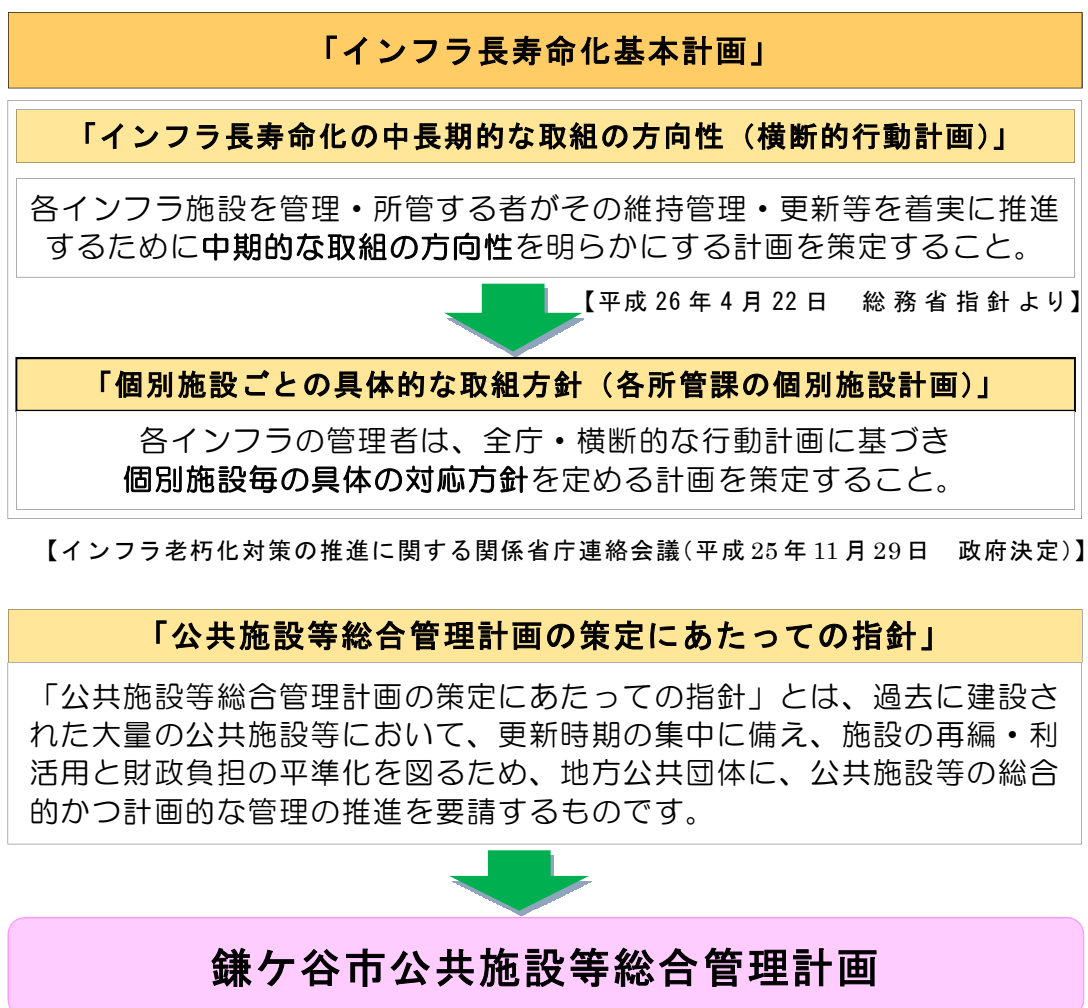 「インフラ長寿命化基本計画」
「インフラ長寿命化の中長期的な取組の方向性（横断的行動計画）」
各インフラ施設を管理・所管する者がその維持管理・更新等を着実に推進
するために中期的な取組の方向性を明らかにする計画を策定すること。
【平成 26 年 4 月 22 日　総務省指針より】
「個別施設ごとの具体的な取組方針（各所管課の個別施設計画）」
各インフラの管理者は、全庁・横断的な行動計画に基づき
個別施設毎の具体の対応方針を定める計画を策定すること。
【インフラ老朽化対策の推進に関する関係省庁連絡会議(平成 25 年 11 月 29 日　政府決定)】
「公共施設等総合管理計画の策定にあたっての指針」
「公共施設等総合管理計画の策定にあたっての指針」とは、過去に建設さ
れた大量の公共施設等において、更新時期の集中に備え、施設の再編・利
活用と財政負担の平準化を図るため、地方公共団体に、公共施設等の総合
的かつ計画的な管理の推進を要請するものです。
鎌ケ谷市公共施設等総合管理計画